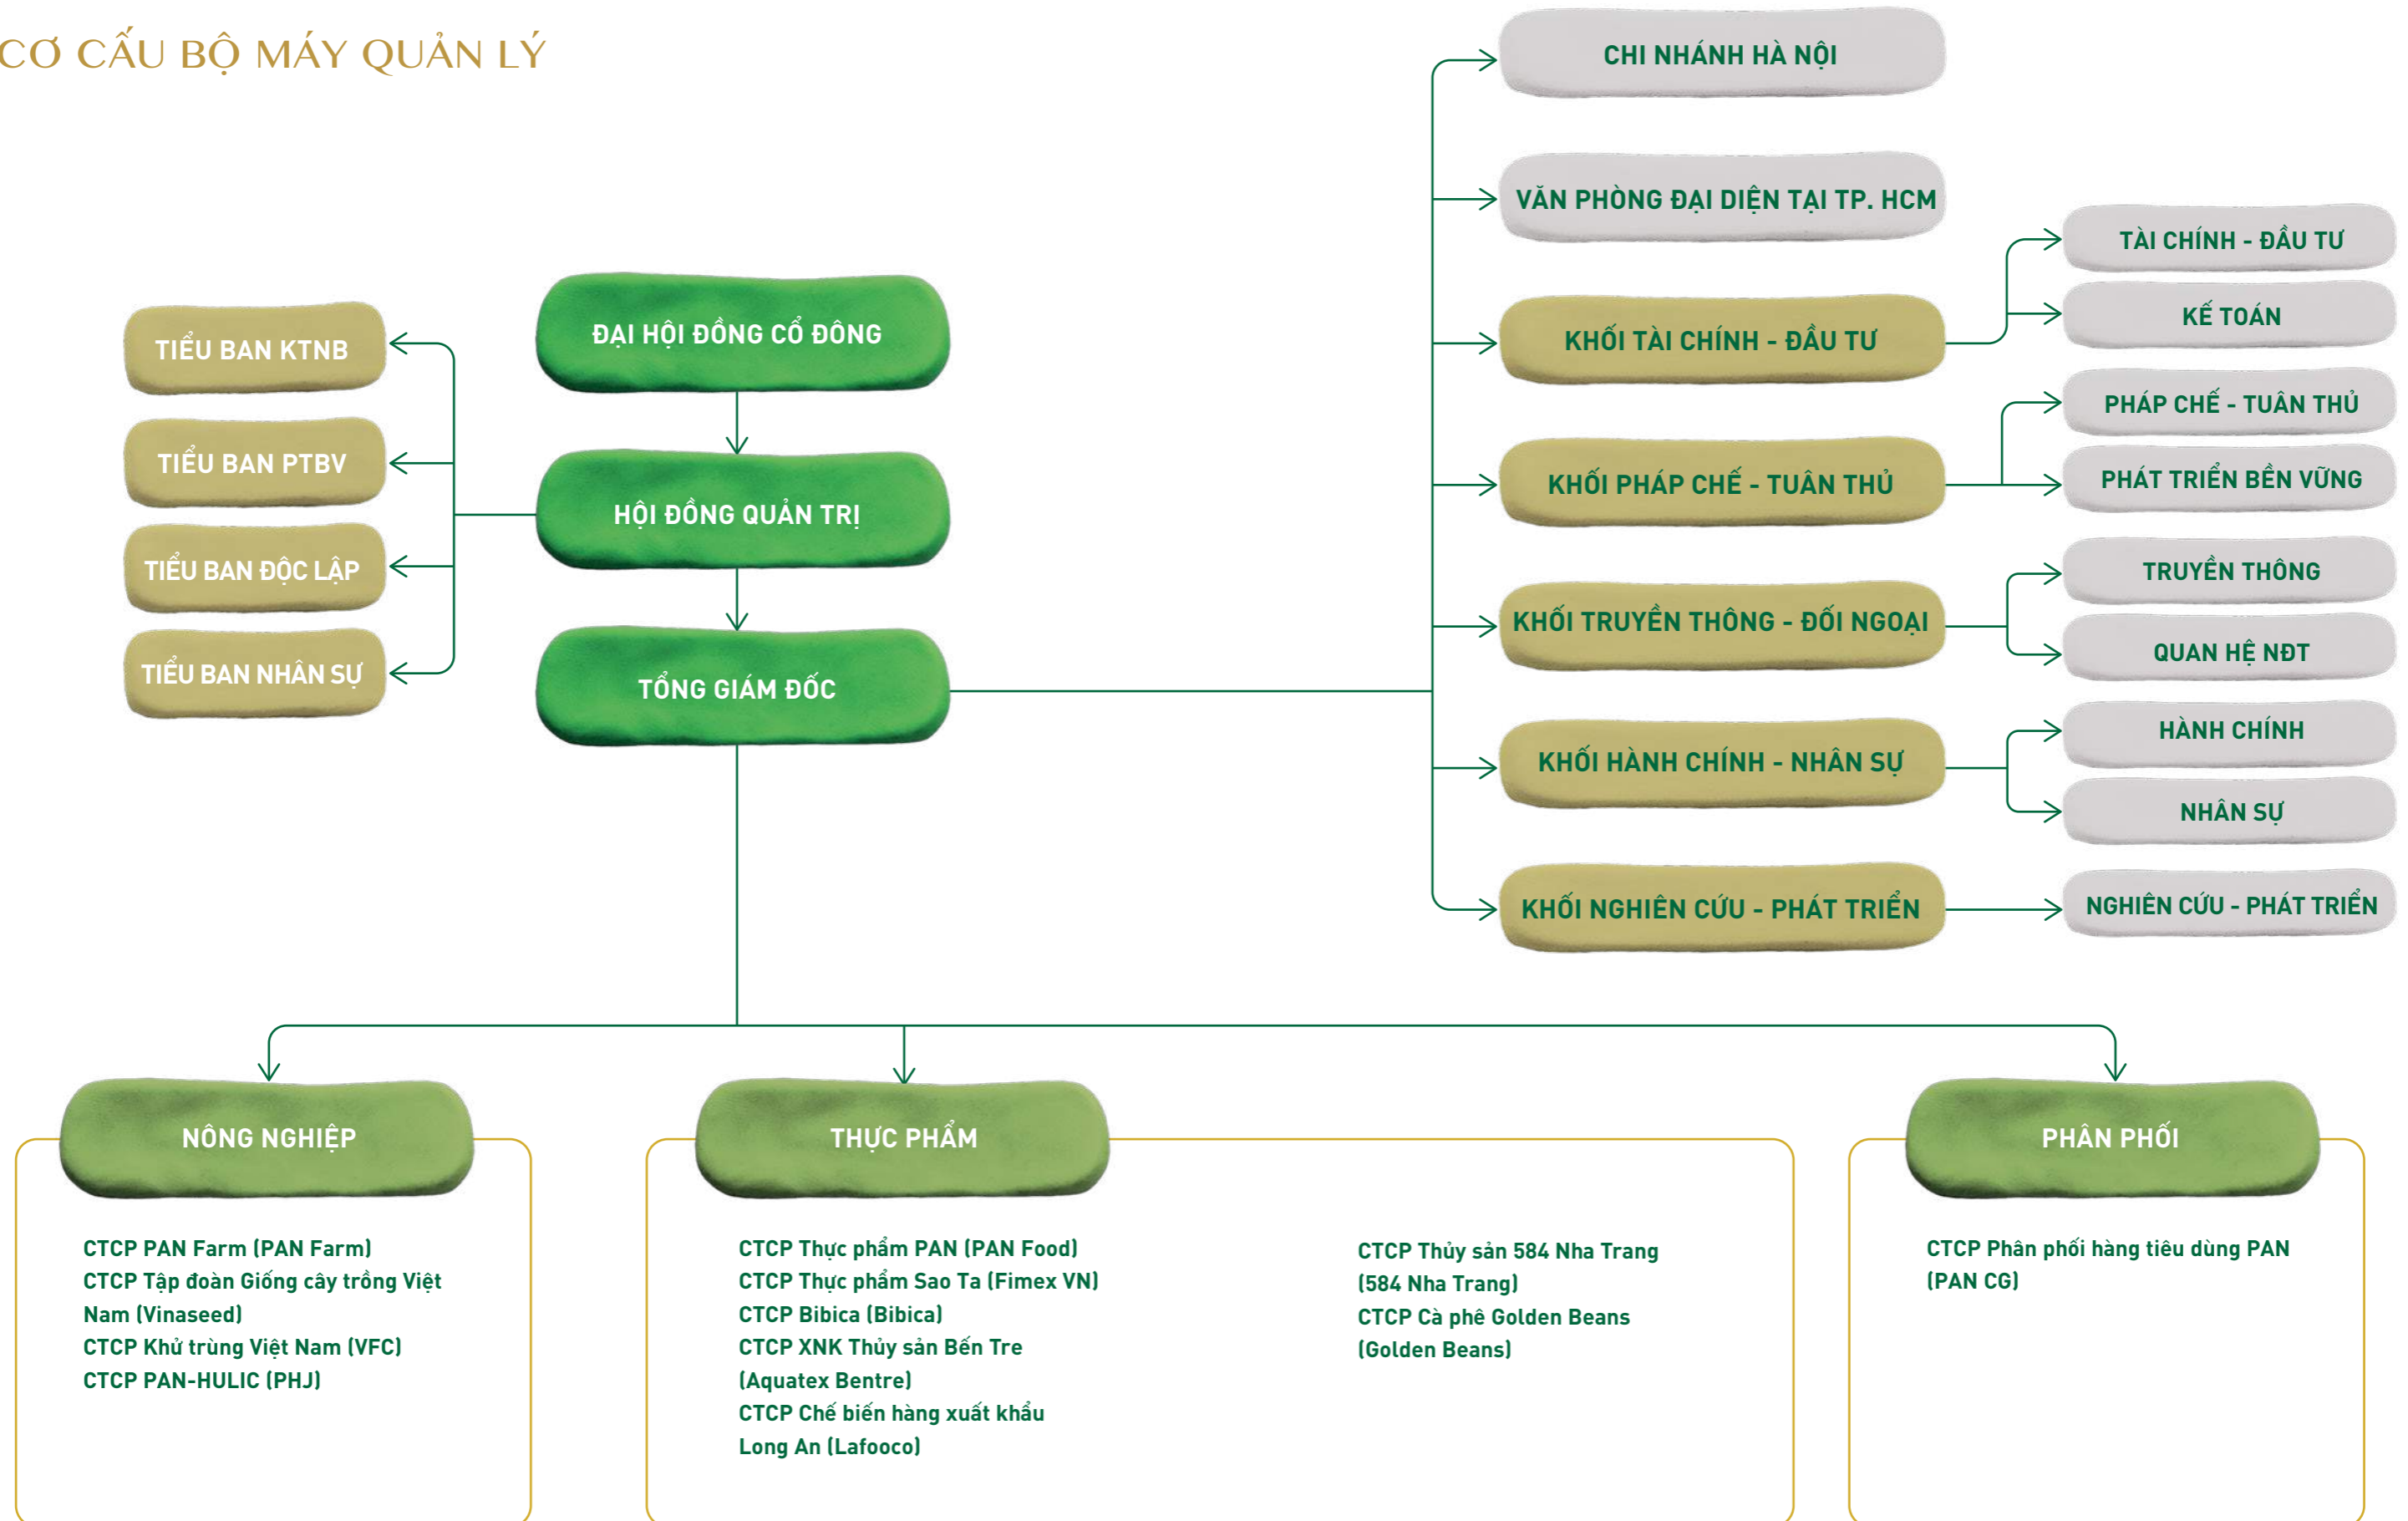 CƠ CẤU BỘ MÁY QUẢN LÝ
TIỂU BAN KTNB
TIỂU BAN PTBV
TIỂU BAN ĐỘC LẬP
TIỂU BAN NHÂN SỰ
ĐẠI HỘI ĐỒNG CỔ ĐÔNG
HỘI ĐỒNG QUẢN TRỊ
TỔNG GIÁM ĐỐC
CHI NHÁNH HÀ NỘI
VĂN PHÒNG ĐẠI DIỆN TẠI TP. HCM
KHỐI TÀI CHÍNH - ĐẦU TƯ
TÀI CHÍNH - ĐẦU TƯ
KẾ TOÁN
KHỐI PHÁP CHẾ - TUÂN THỦ
PHÁP CHẾ - TUÂN THỦ
PHÁT TRIỂN BỀN VỮNG
KHỐI TRUYỀN THÔNG - ĐỐI NGOẠI
TRUYỀN THÔNG
QUAN HỆ NĐT
KHỐI HÀNH CHÍNH - NHÂN SỰ
HÀNH CHÍNH
NHÂN SỰ
KHỐI NGHIÊN CỨU - PHÁT TRIỂN
NGHIÊN CỨU - PHÁT TRIỂN
NÔNG NGHIỆP
CTCP PAN Farm (PAN Farm)
CTCP Tập đoàn Giống cây trồng Việt
Nam (Vinaseed)
CTCP Khử trùng Việt Nam (VFC)
CTCP PAN-HULIC (PHJ)
THỰC PHẨM
CTCP Thực phẩm PAN (PAN Food)
CTCP Thực phẩm Sao Ta (Fimex VN)
CTCP Bibica (Bibica)
CTCP XNK Thủy sản Bến Tre
(Aquatex Bentre)
CTCP Chế biến hàng xuất khẩu
Long An (Lafooco)
CTCP Thủy sản 584 Nha Trang
(584 Nha Trang)
CTCP Cà phê Golden Beans
(Golden Beans)
PHÂN PHỐI
CTCP Phân phối hàng tiêu dùng PAN
(PAN CG)